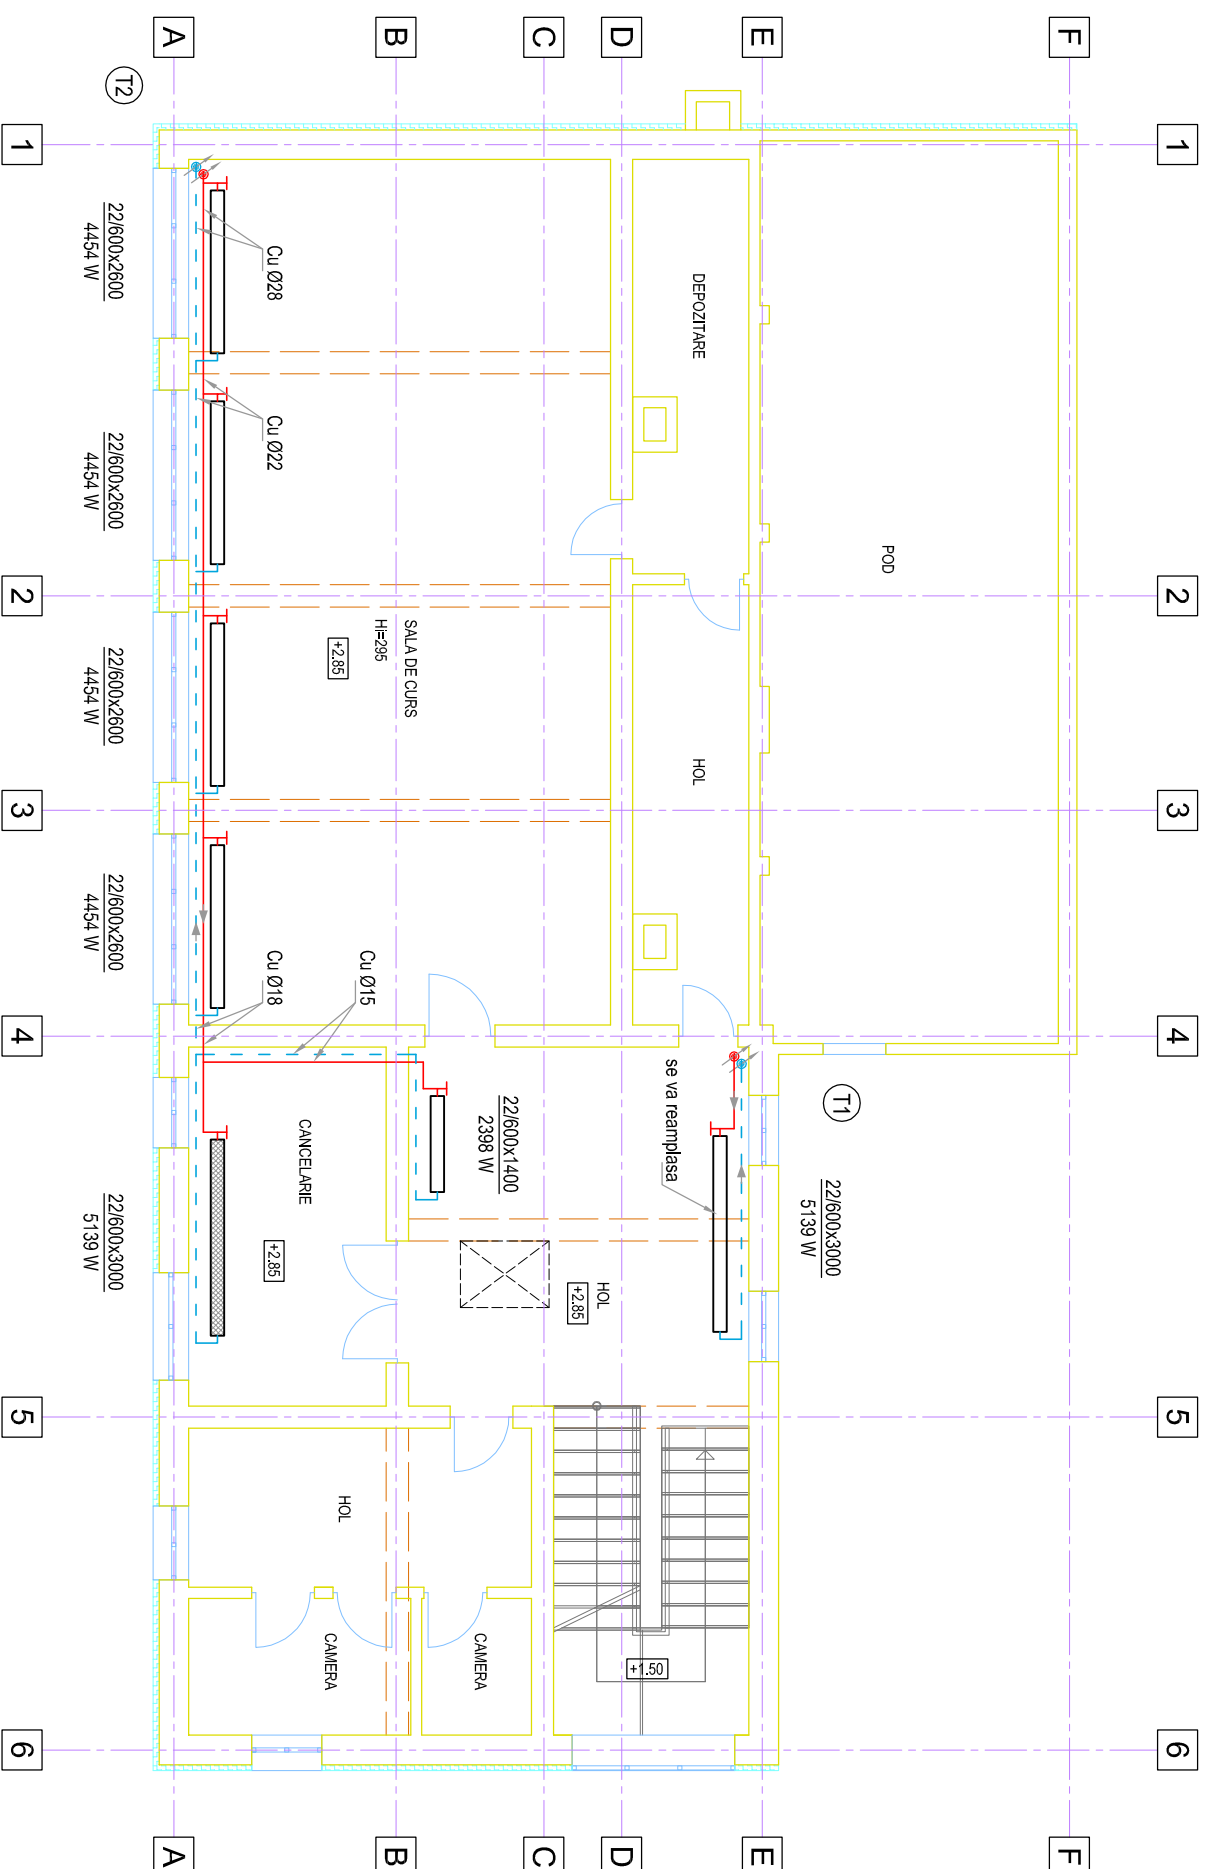 A
B
C
D
E
F
T2
1
1
22/600x2600
4454 W
Cu Ø28
DEPOZITARE
22/600x2600
4454 W
Cu Ø22
POD
2
2
22/600x2600
4454 W
SALA DE CURS
Hi=295
+2.85
HOL
3
3
22/600x2600
4454 W
Cu Ø18
Cu Ø15
4
4
se va reamplasa
T1
22/600x1400
2398 W
CANCELARIE
+2.85
22/600x3000
5139 W
22/600x3000
5139 W
HOL
+2.85
5
5
HOL
CAMERA
CAMERA
+1.50
6
6
A
B
C
D
E
F